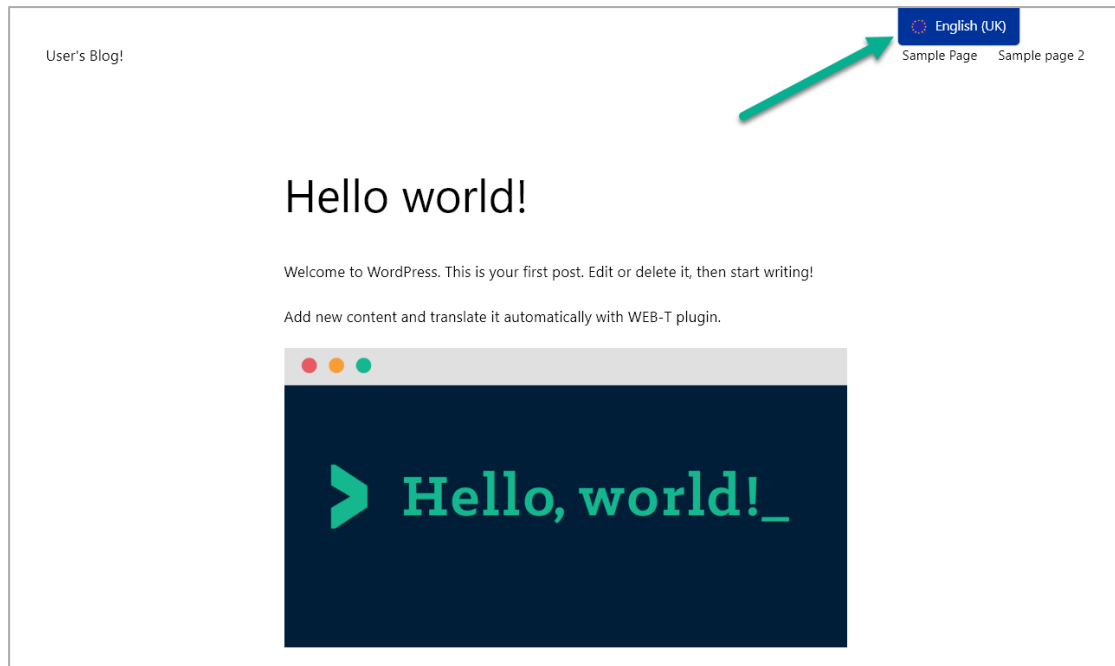 English (UK)
User's Blog!
Sample Page Sample page 2
Hello world!
Welcome to WordPress. This is your first post. Edit or delete it, then start writing!
Add new content and translate it automatically with WEB-T plugin.
> Hello, world!_